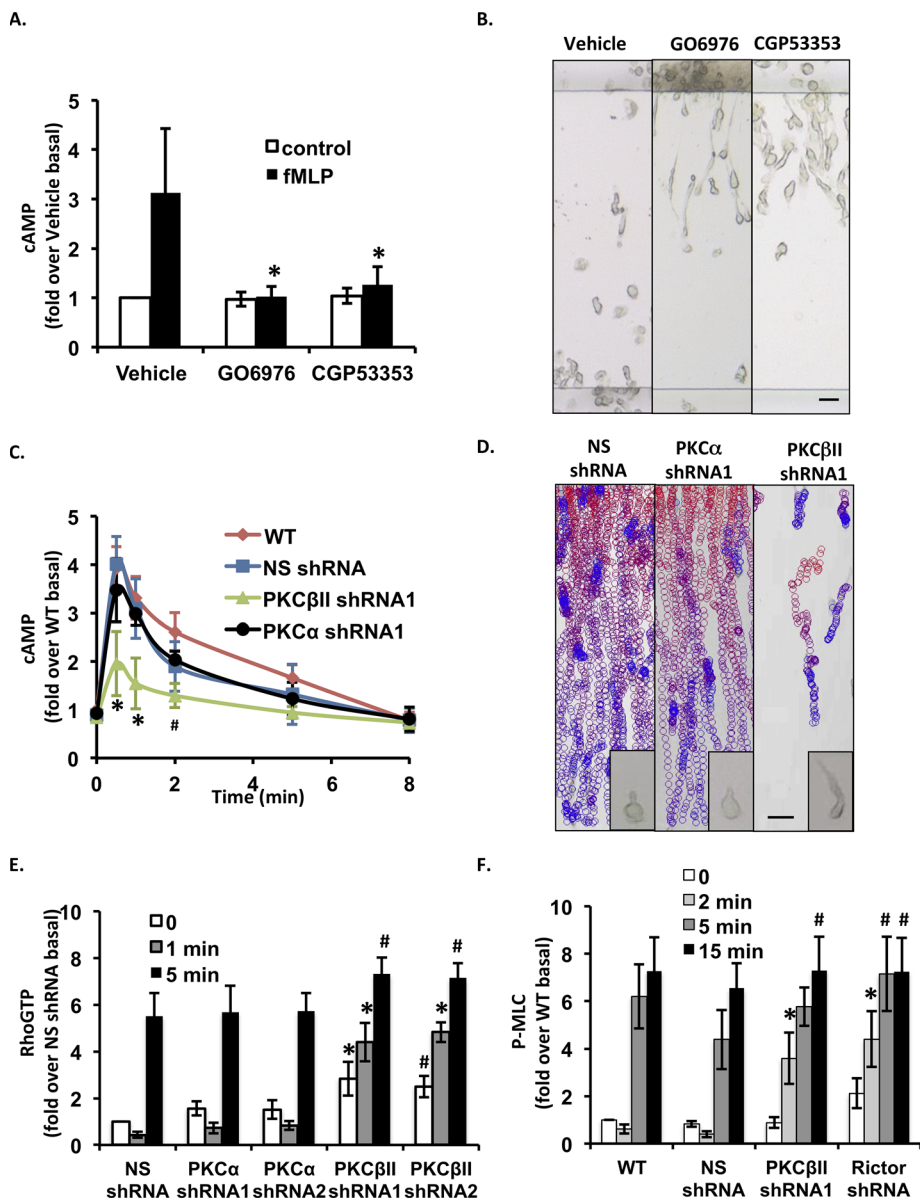 A.
cAMP
(fold over Vehicle basal)
5
4
3
2
1
0
control
fMLP
*
*
Vehicle
GO6976
CGP53353
B.
Vehicle
GO6976
CGP53353
C.
cAMP
(fold over WT basal)
5
4
3
2
1
0
WT
NS shRNA
PKCβII shRNA1
PKCα shRNA1
*
*
#
0
2
4
6
8
Time (min)
D.
NS
shRNA
PKCα
shRNA1
PKCβII
shRNA1
E.
RhoGTP
(fold over NS shRNA basal)
10
8
6
4
2
0
0
1 min
5 min
*
*
#
#
*
#
NS
shRNA
PKCα
shRNA1
PKCα
shRNA2
PKCβII
shRNA1
PKCβII
shRNA2
F.
P-MLC
(fold over WT basal)
10
8
6
4
2
0
0
2 min
5 min
15 min
*
#
*
#
#
WT
NS
shRNA
PKCβII
shRNA1
Rictor
shRNA